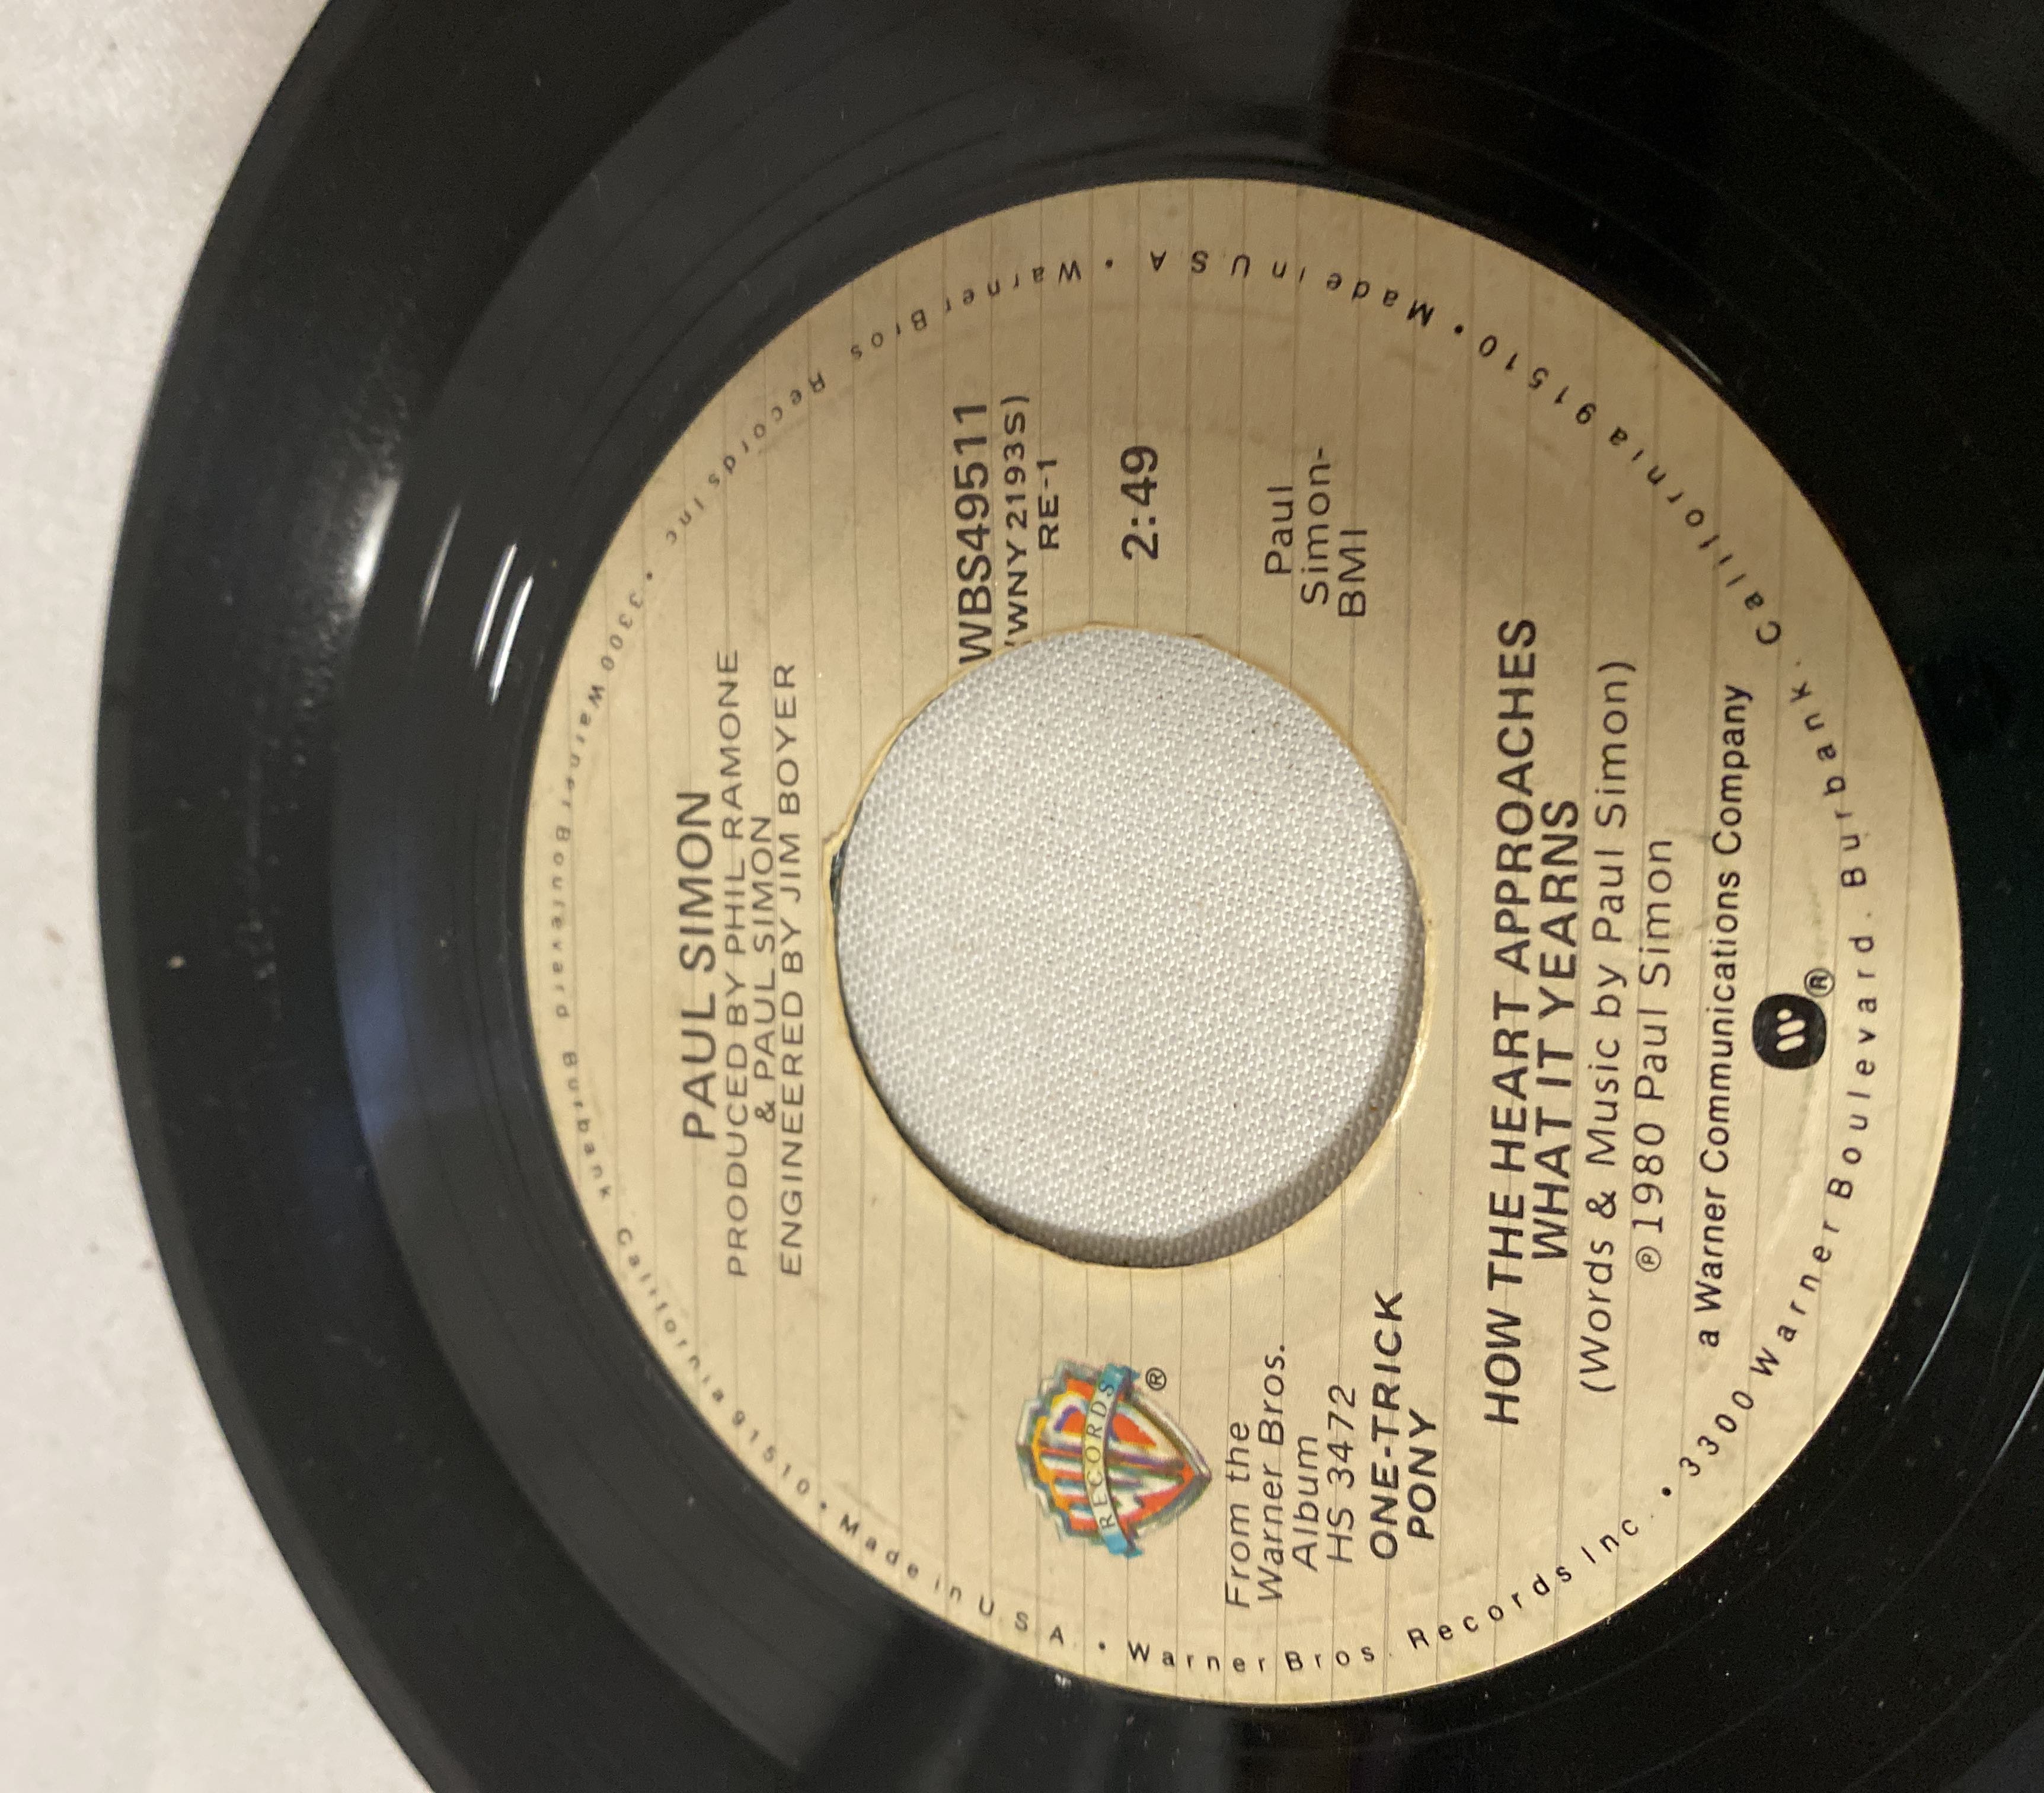 PAUL SIMON
PRODUCED BY PHIL RAMONE
& PAUL SIMON
ENGINEERED BY JIM BOYER
RECORDS
®
From the
Warner Bros.
Album
HS 3472
ONE-TRICK
PONY
WBS49511
(WNY 2193S)
RE-1
2:49
Paul
Simon-
BMI
HOW THE HEART APPROACHES
WHAT IT YEARNS
(Words & Music by Paul Simon)
℗ 1980 Paul Simon
a Warner Communications Company
W ®
Warner Bros. Records Inc. • 3300 Warner Boulevard. Burbank. California 91510 • Made in U S A •
Warner Bros Records Inc • 3300 Warner Boulevard Burbank California 91510 • Made in U.S.A. •